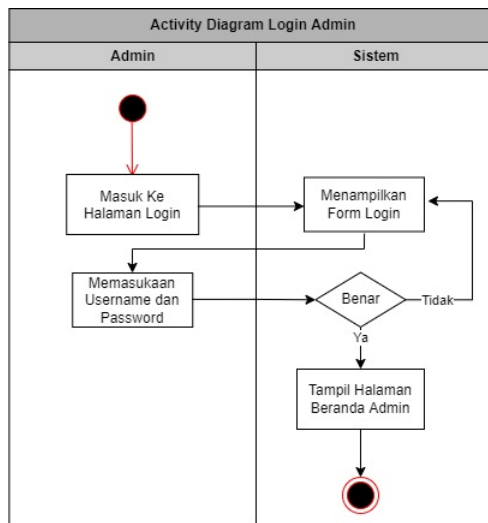 Activity Diagram Login Admin
Admin
Sistem
Masuk Ke
Halaman Login
Menampilkan
Form Login
Memasukaan
Username dan
Password
Benar
Tidak
Ya
Tampil Halaman
Beranda Admin